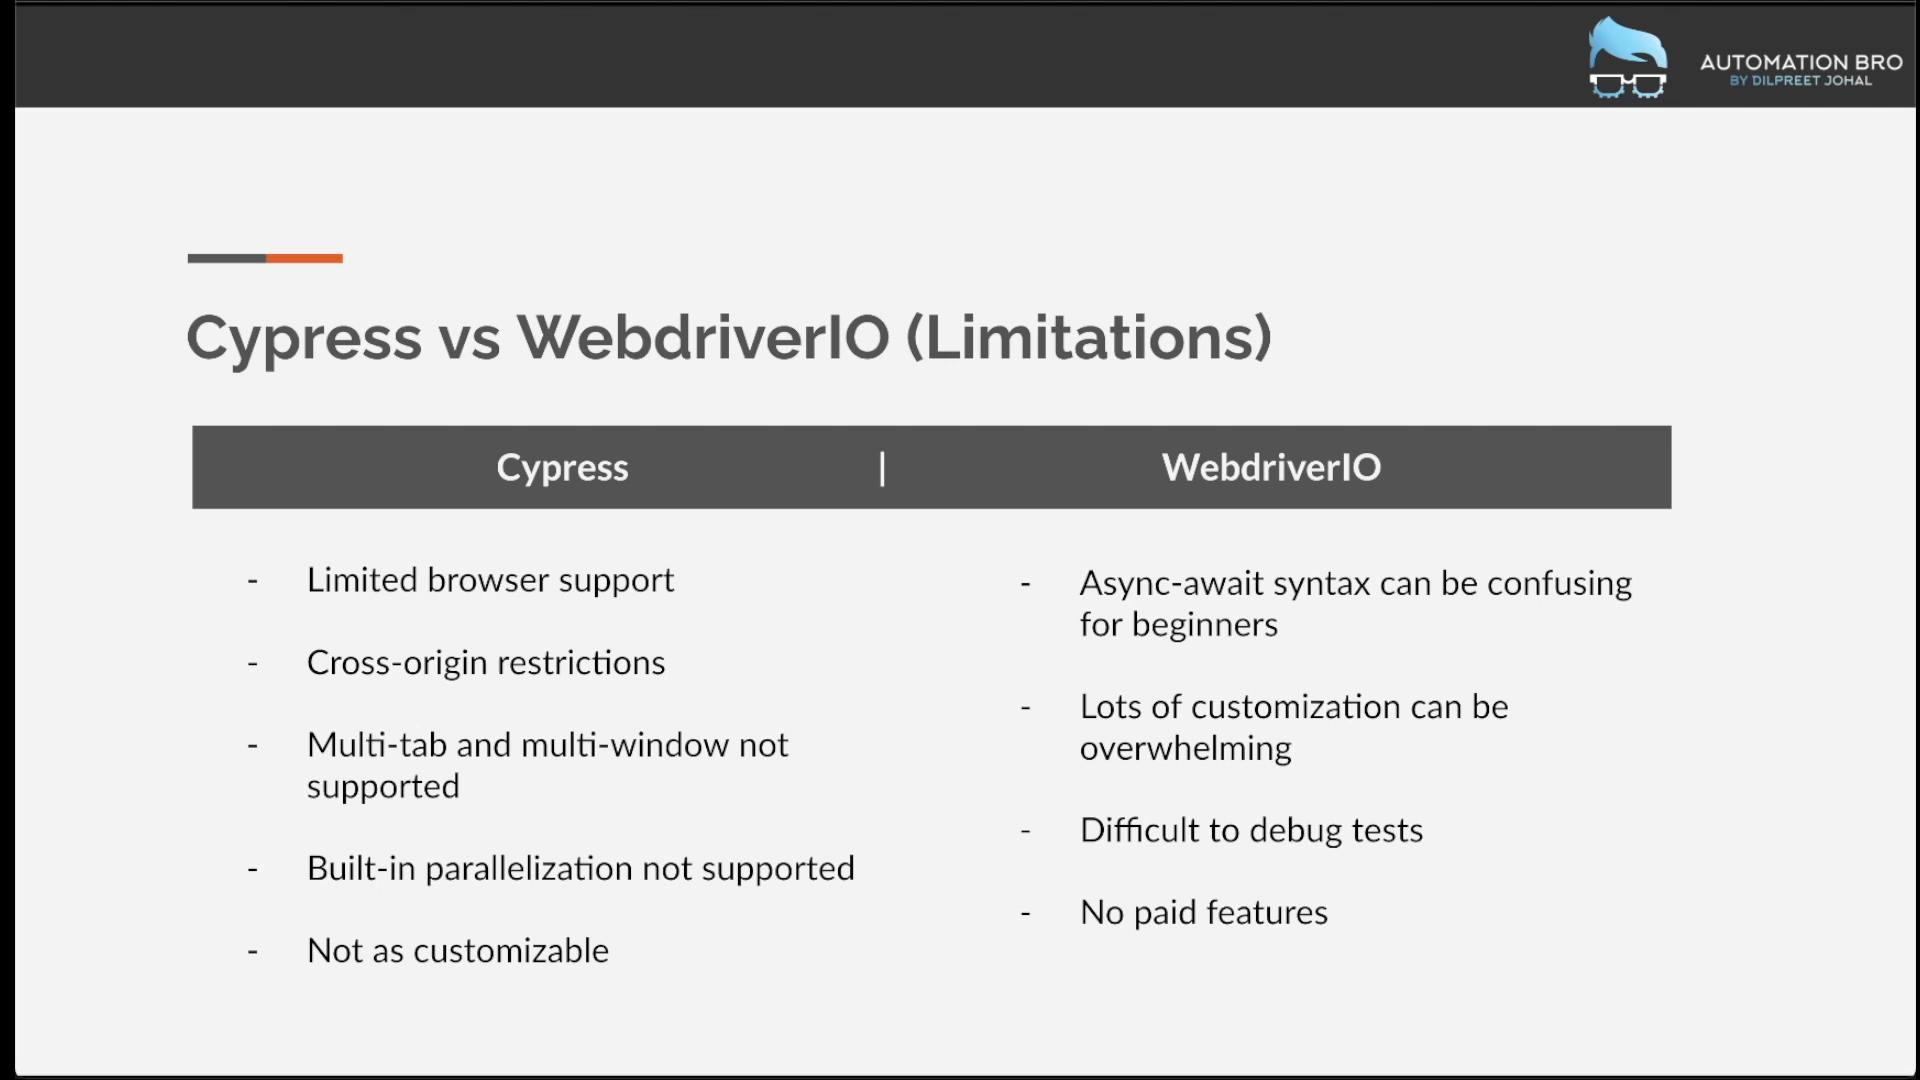 AUTOMATION BRO
BY DILPREET JOHAL
Cypress vs WebdriverIO (Limitations)
Cypress | WebdriverIO
- Limited browser support
- Cross-origin restrictions
- Multi-tab and multi-window not
supported
- Built-in parallelization not supported
- Not as customizable
- Async-await syntax can be confusing
for beginners
- Lots of customization can be
overwhelming
- Difficult to debug tests
- No paid features